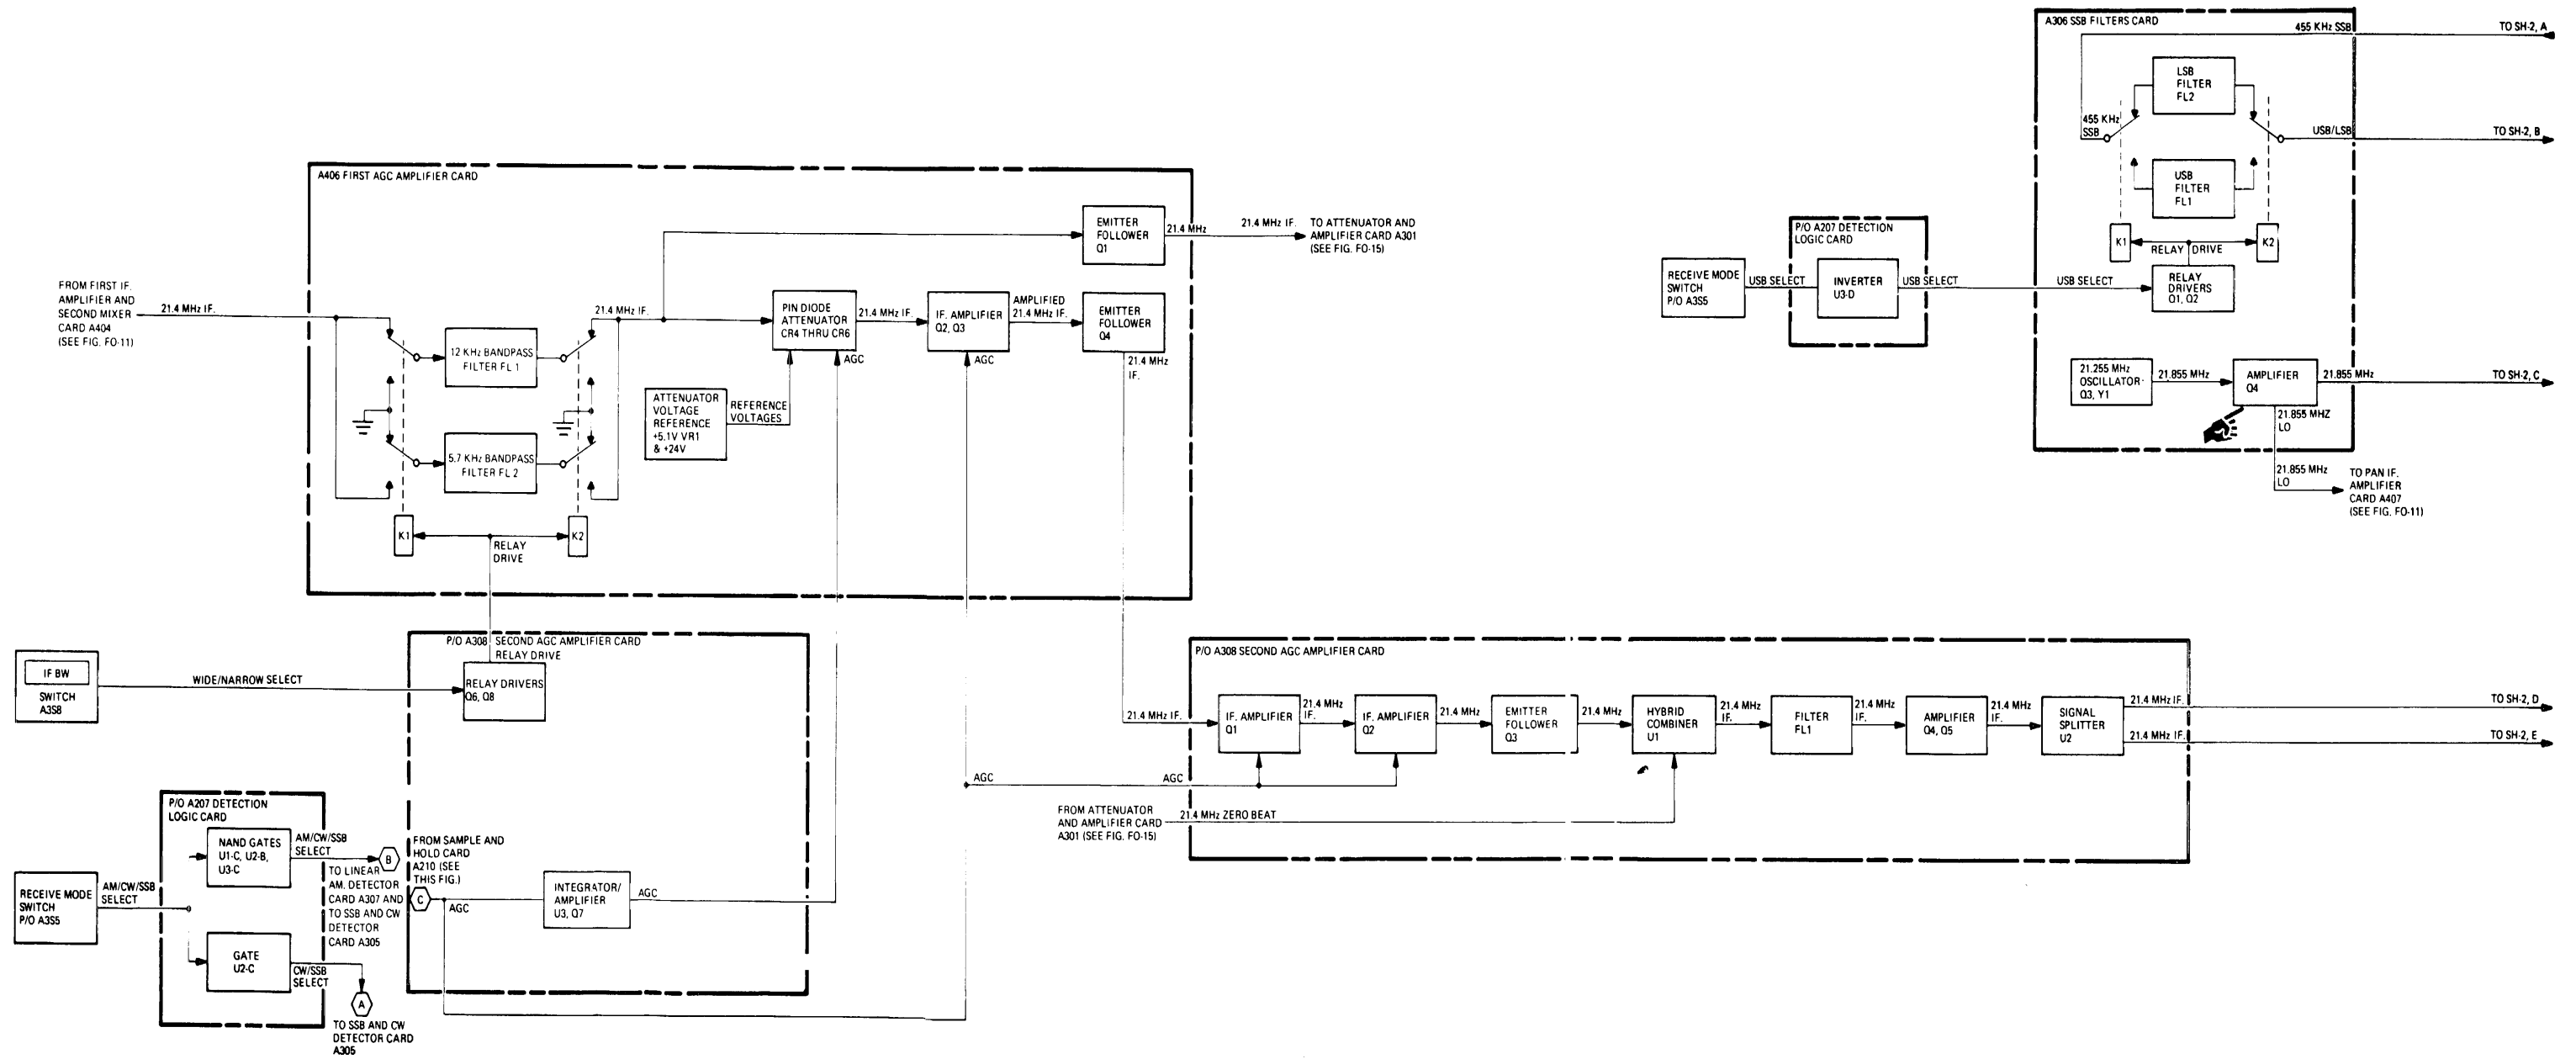 A306 SSB FILTERS CARD
455 KHz SSB
TO SH-2, A
LSB
FILTER
FL2
455 KHz
SSB
USB/LSB
TO SH-2, B
USB
FILTER
FL1
K1
RELAY DRIVE
K2
RELAY
DRIVERS
Q1, Q2
P/O A207 DETECTION
LOGIC CARD
RECEIVE MODE
SWITCH
P/O A3S5
USB SELECT
INVERTER
U3-D
USB SELECT
USB SELECT
21.255 MHz
OSCILLATOR
Q3, Y1
21.855 MHz
AMPLIFIER
Q4
21.855 MHz
TO SH-2, C
21.855 MHZ
LO
21.855 MHz
LO
TO PAN IF.
AMPLIFIER
CARD A407
(SEE FIG. FO-11)
A406 FIRST AGC AMPLIFIER CARD
EMITTER
FOLLOWER
Q1
21.4 MHz
21.4 MHz IF.
TO ATTENUATOR AND
AMPLIFIER CARD A301
(SEE FIG. FO-15)
FROM FIRST IF.
AMPLIFIER AND
SECOND MIXER
CARD A404
(SEE FIG. FO-11)
21.4 MHz IF.
12 KHz BANDPASS
FILTER FL 1
21.4 MHz IF.
PIN DIODE
ATTENUATOR
CR4 THRU CR6
21.4 MHz IF.
IF. AMPLIFIER
Q2, Q3
AMPLIFIED
21.4 MHz IF.
EMITTER
FOLLOWER
Q4
AGC
AGC
21.4 MHz
IF.
ATTENUATOR
VOLTAGE
REFERENCE
+5.1V VR1
& +24V
REFERENCE
VOLTAGES
5.7 KHz BANDPASS
FILTER FL 2
K1
RELAY
DRIVE
K2
P/O A308 SECOND AGC AMPLIFIER CARD
RELAY DRIVE
IF BW
SWITCH
A3S8
WIDE/NARROW SELECT
RELAY DRIVERS
Q6, Q8
P/O A308 SECOND AGC AMPLIFIER CARD
21.4 MHz IF.
IF. AMPLIFIER
Q1
21.4 MHz
IF.
IF. AMPLIFIER
Q2
21.4 MHz
EMITTER
FOLLOWER
Q3
21.4 MHz
HYBRID
COMBINER
U1
21.4 MHz
IF.
FILTER
FL1
21.4 MHz
IF.
AMPLIFIER
Q4, Q5
21.4 MHz
IF.
SIGNAL
SPLITTER
U2
21.4 MHz IF.
TO SH-2, D
21.4 MHz IF.
TO SH-2, E
AGC
AGC
FROM ATTENUATOR
AND AMPLIFIER CARD
A301 (SEE FIG. FO-15)
21.4 MHz ZERO BEAT
P/O A207 DETECTION
LOGIC CARD
NAND GATES
U1-C, U2-B,
U3-C
AM/CW/SSB
SELECT
B
TO LINEAR
AM. DETECTOR
CARD A307 AND
TO SSB AND CW
DETECTOR
CARD A305
FROM SAMPLE AND
HOLD CARD
A210 (SEE
THIS FIG.)
C
AGC
INTEGRATOR/
AMPLIFIER
U3, Q7
AGC
RECEIVE MODE
SWITCH
P/O A3S5
AM/CW/SSB
SELECT
GATE
U2-C
CW/SSB
SELECT
A
TO SSB AND CW
DETECTOR CARD
A305